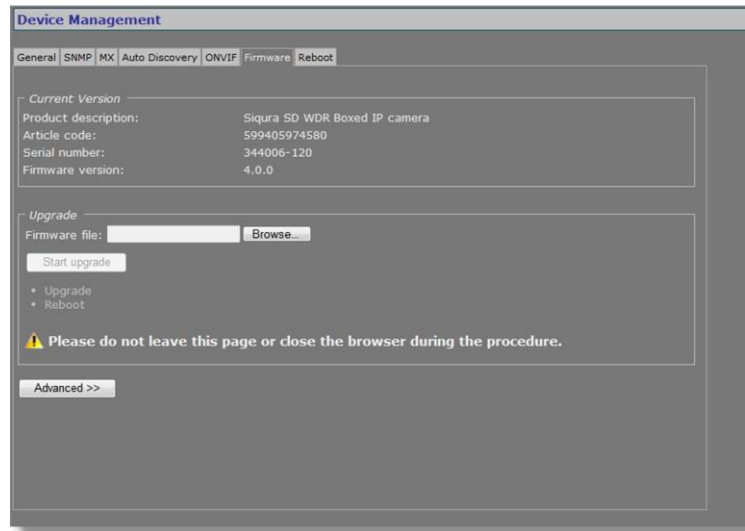 Device Management
General SNMP MX Auto Discovery ONVIF Firmware Reboot
Current Version
Product description: Siqura SD WDR Boxed IP camera
Article code: 599405974580
Serial number: 344006-120
Firmware version: 4.0.0
Upgrade
Firmware file: Browse...
Start upgrade
• Upgrade
• Reboot
Please do not leave this page or close the browser during the procedure.
Advanced >>